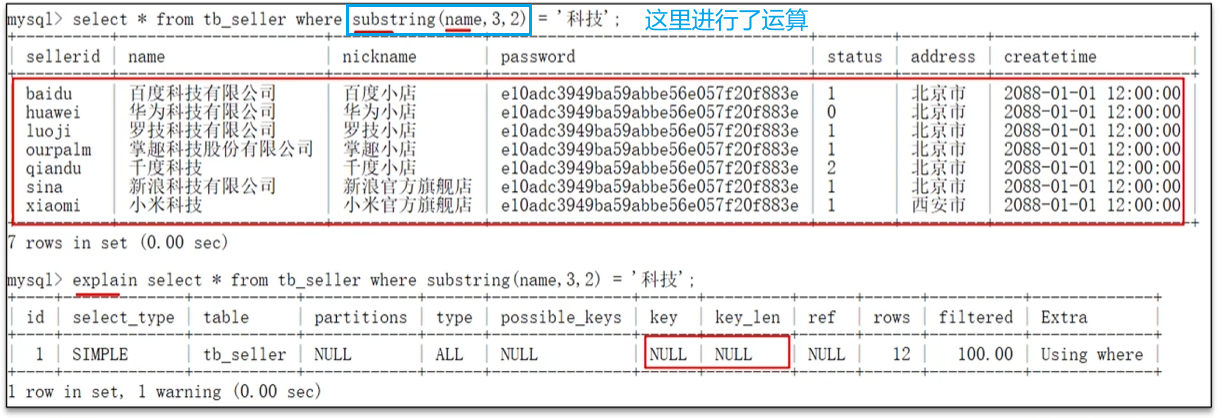 mysql> select * from tb_seller where substring(name,3,2) = '科技'; 这里进行了运算
sellerid | name | nickname | password | status | address | createtime
baidu | 百度科技有限公司 | 百度小店 | e10adc3949ba59abbe56e057f20f883e | 1 | 北京市 | 2088-01-01 12:00:00
huawei | 华为科技有限公司 | 华为小店 | e10adc3949ba59abbe56e057f20f883e | 0 | 北京市 | 2088-01-01 12:00:00
luoji | 罗技科技有限公司 | 罗技小店 | e10adc3949ba59abbe56e057f20f883e | 1 | 北京市 | 2088-01-01 12:00:00
ourpalm | 掌趣科技股份有限公司 | 掌趣小店 | e10adc3949ba59abbe56e057f20f883e | 1 | 北京市 | 2088-01-01 12:00:00
qiandu | 千度科技 | 千度小店 | e10adc3949ba59abbe56e057f20f883e | 2 | 北京市 | 2088-01-01 12:00:00
sina | 新浪科技有限公司 | 新浪官方旗舰店 | e10adc3949ba59abbe56e057f20f883e | 1 | 北京市 | 2088-01-01 12:00:00
xiaomi | 小米科技 | 小米官方旗舰店 | e10adc3949ba59abbe56e057f20f883e | 1 | 西安市 | 2088-01-01 12:00:00
7 rows in set (0.00 sec)
mysql> explain select * from tb_seller where substring(name,3,2) = '科技';
| id | select_type | table | partitions | type | possible_keys | key | key_len | ref | rows | filtered | Extra |
| 1 | SIMPLE | tb_seller | NULL | ALL | NULL | NULL | NULL | NULL | 12 | 100.00 | Using where |
1 row in set, 1 warning (0.00 sec)